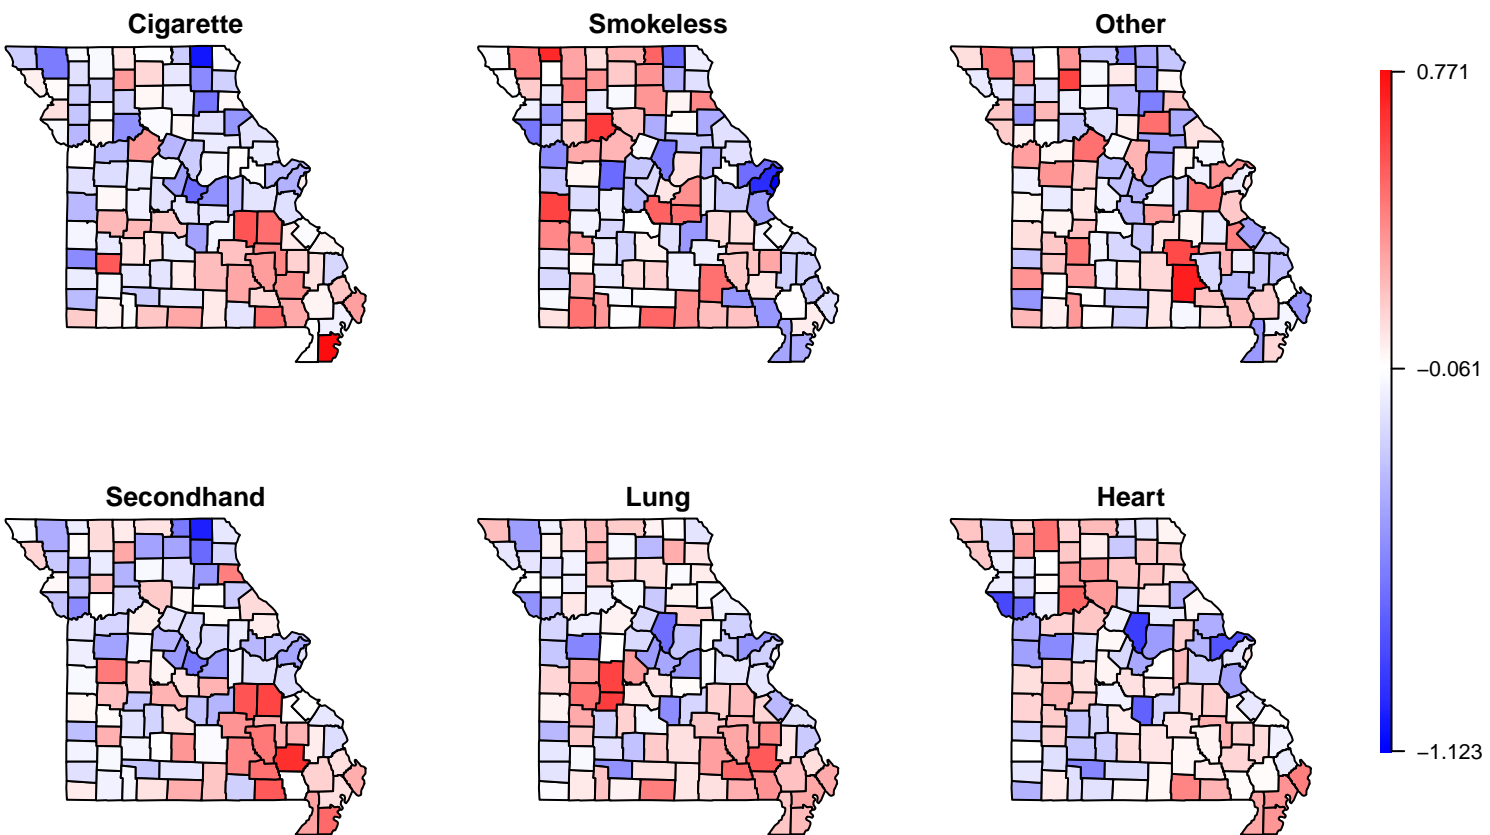 Cigarette
Smokeless
Other
0.771
−0.061
−1.123
Secondhand
Lung
Heart